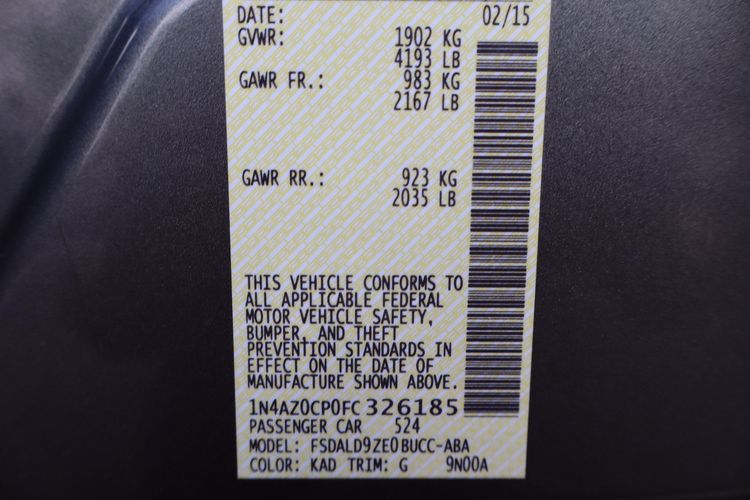 DATE: 02/15
GVWR: 1902 KG
4193 LB
GAWR FR.: 983 KG
2167 LB
GAWR RR.: 923 KG
2035 LB
THIS VEHICLE CONFORMS TO
ALL APPLICABLE FEDERAL
MOTOR VEHICLE SAFETY,
BUMPER, AND THEFT
PREVENTION STANDARDS IN
EFFECT ON THE DATE OF
MANUFACTURE SHOWN ABOVE.
1N4AZ0CP0FC326185
PASSENGER CAR 524
MODEL: FSDALD9ZE0BUCC-ABA
COLOR: KAD TRIM: G 9N00A